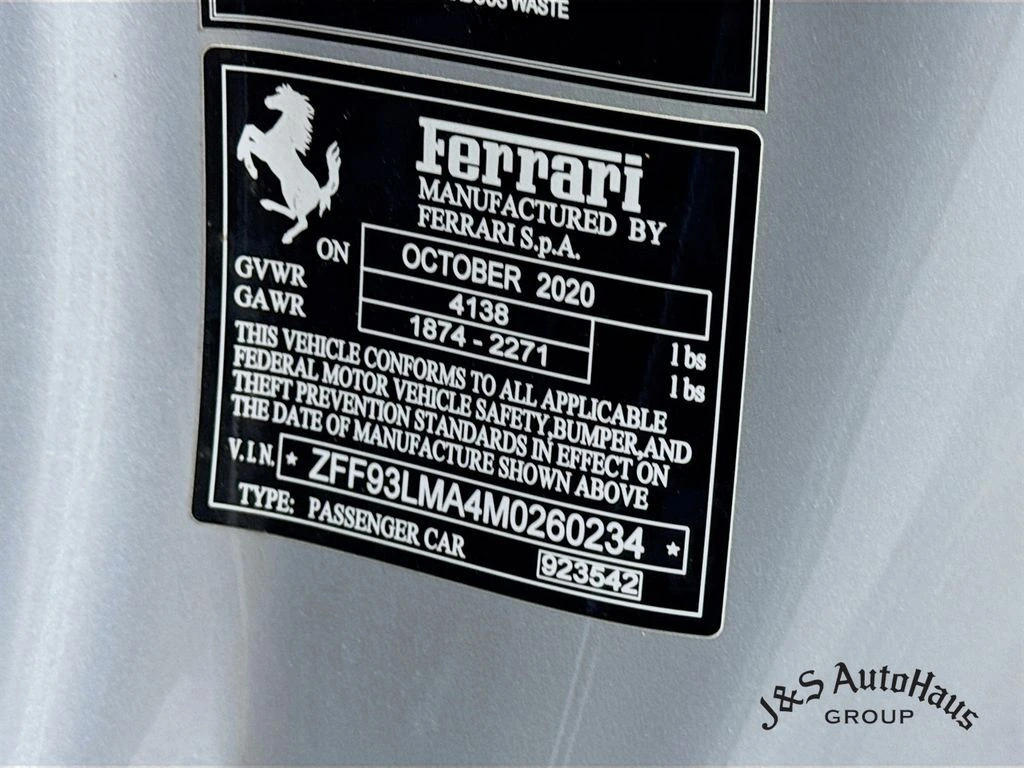 WASTE
Ferrari
MANUFACTURED BY
FERRARI S.p.A.
ON OCTOBER 2020
GVWR 4138 lbs
GAWR 1874 - 2271 lbs
THIS VEHICLE CONFORMS TO ALL APPLICABLE
FEDERAL MOTOR VEHICLE SAFETY,BUMPER,AND
THEFT PREVENTION STANDARDS IN EFFECT ON
THE DATE OF MANUFACTURE SHOWN ABOVE
V.I.N. * ZFF93LMA4M0260234 *
TYPE: PASSENGER CAR 923542
J&S AutoHaus
GROUP